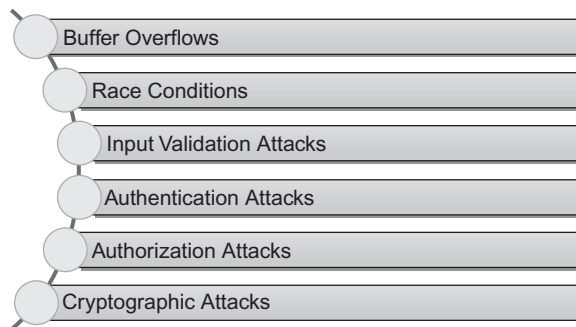 Buffer Overflows
Race Conditions
Input Validation Attacks
Authentication Attacks
Authorization Attacks
Cryptographic Attacks